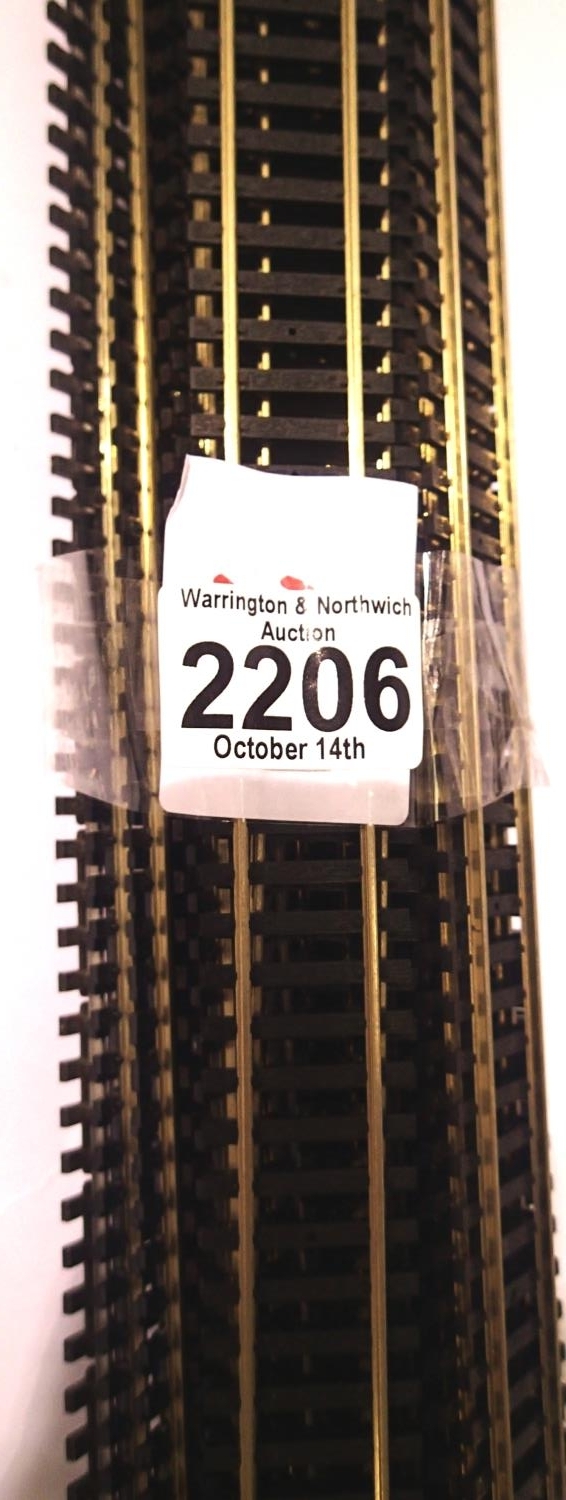 Warrington & Northwich
Auction
2206
October 14th